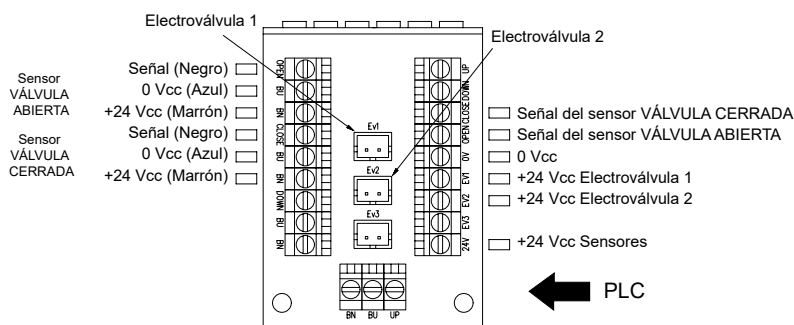 Electroválvula 1
Electroválvula 2
Sensor
VÁLVULA
ABIERTA
Señal (Negro)
0 Vcc (Azul)
+24 Vcc (Marrón)
Sensor
VÁLVULA
CERRADA
Señal (Negro)
0 Vcc (Azul)
+24 Vcc (Marrón)
OPEN
BU
BN
CLOSE
BU
BN
DOWN
BU
BN
Ev1
Ev2
Ev3
UP
DOWN
CLOSE
OPEN
0V
EV1
EV2
EV3
24V
Señal del sensor VÁLVULA CERRADA
Señal del sensor VÁLVULA ABIERTA
0 Vcc
+24 Vcc Electroválvula 1
+24 Vcc Electroválvula 2
+24 Vcc Sensores
PLC
BN BU UP